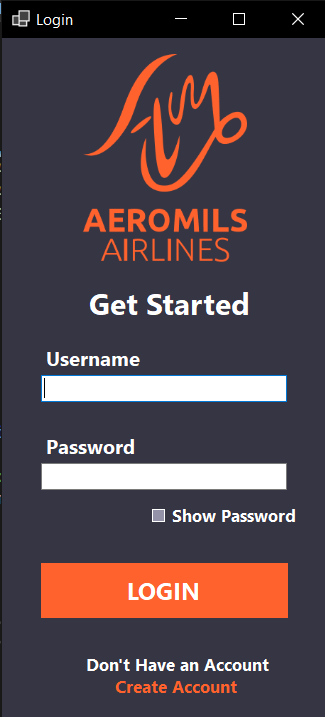 Login
AEROMILS
AIRLINES
Get Started
Username
Password
Show Password
LOGIN
Don't Have an Account
Create Account